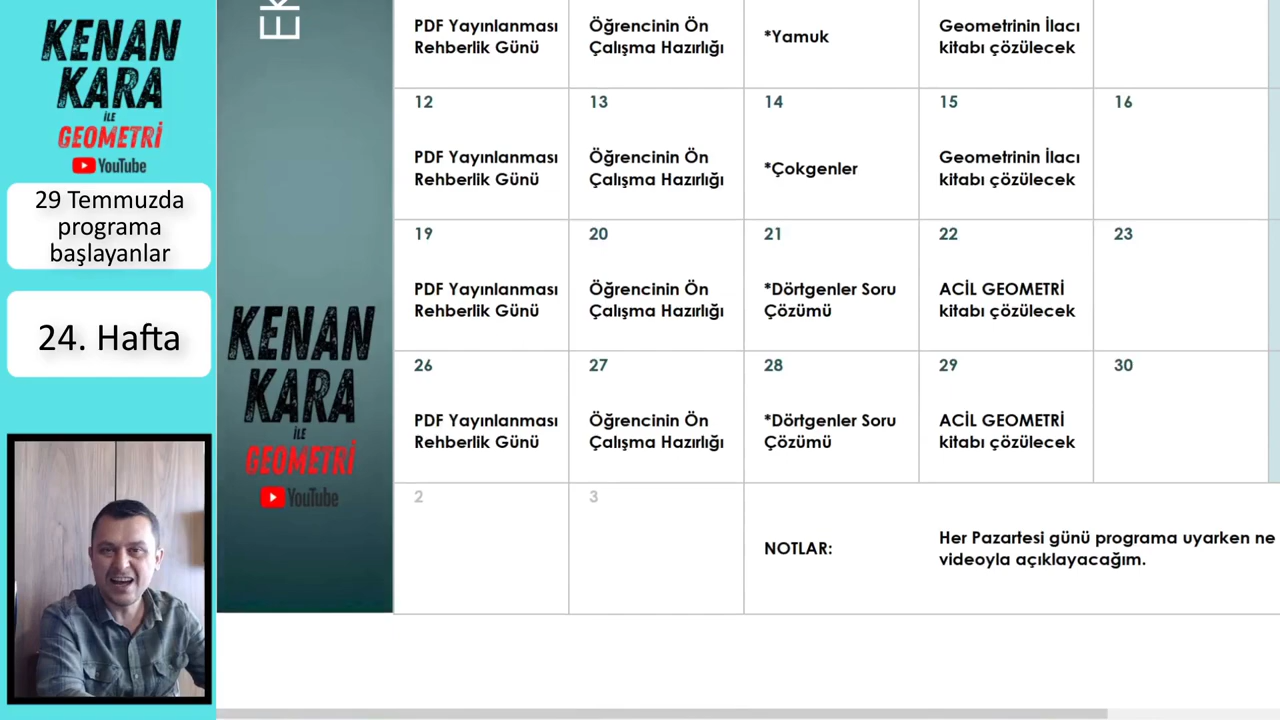 KENAN
KARA
İLE
GEOMETRİ
YouTube
29 Temmuzda
programa
başlayanlar
24. Hafta
EK
KENAN
KARA
İLE
GEOMETRİ
YouTube
PDF Yayınlanması
Rehberlik Günü
Öğrencinin Ön
Çalışma Hazırlığı
*Yamuk
Geometrinin İlacı
kitabı çözülecek
12
13
14
15
16
PDF Yayınlanması
Rehberlik Günü
Öğrencinin Ön
Çalışma Hazırlığı
*Çokgenler
Geometrinin İlacı
kitabı çözülecek
19
20
21
22
23
PDF Yayınlanması
Rehberlik Günü
Öğrencinin Ön
Çalışma Hazırlığı
*Dörtgenler Soru
Çözümü
ACİL GEOMETRİ
kitabı çözülecek
26
27
28
29
30
PDF Yayınlanması
Rehberlik Günü
Öğrencinin Ön
Çalışma Hazırlığı
*Dörtgenler Soru
Çözümü
ACİL GEOMETRİ
kitabı çözülecek
2
3
NOTLAR:
Her Pazartesi günü programa uyarken ne
videoyla açıklayacağım.